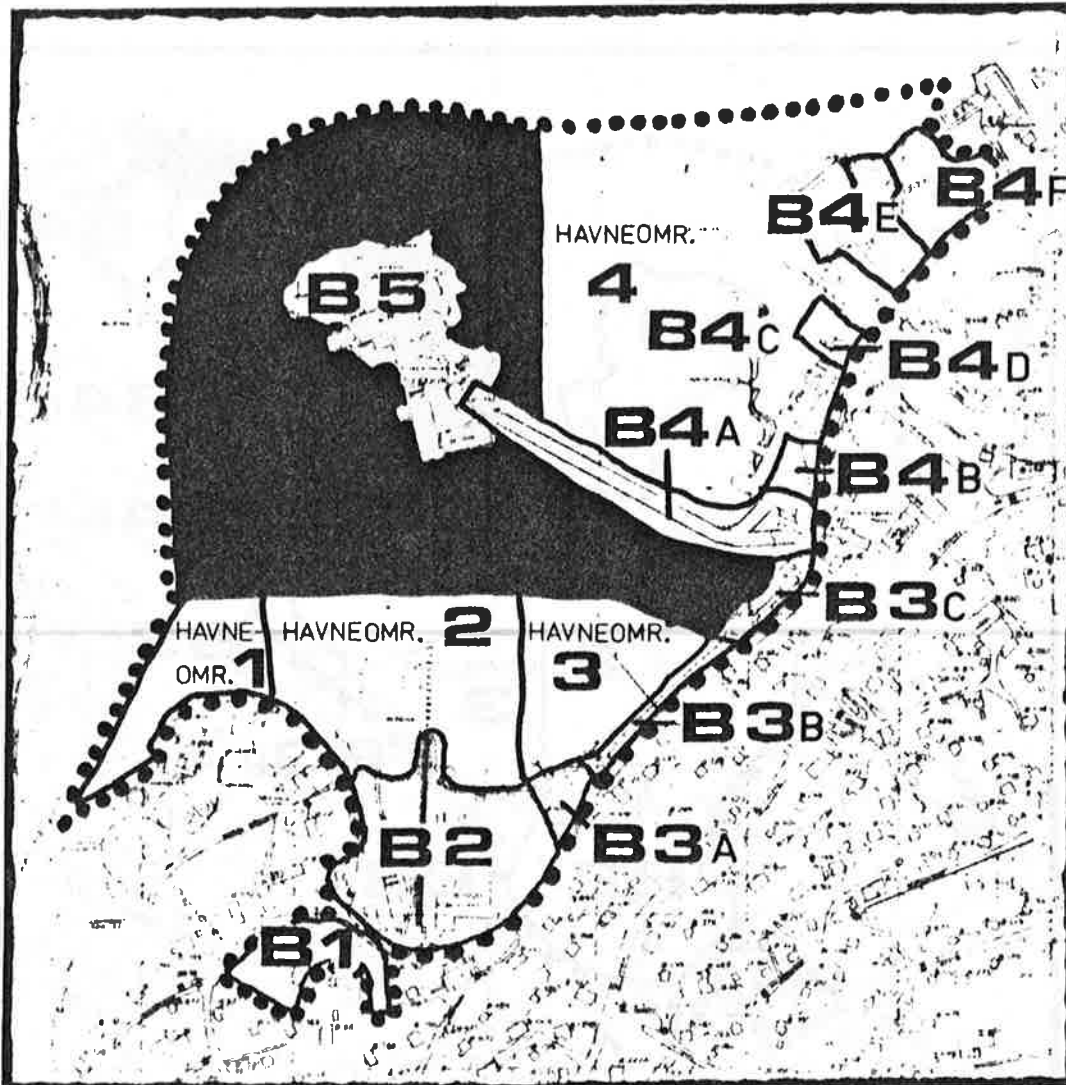 B4F
B4E
HAVNEOMR.
4
B5
B4C
B4D
B4A
B4B
B3C
HAVNE-
OMR. 1
HAVNEOMR. 2
HAVNEOMR.
3
B3B
B2
B3A
B1